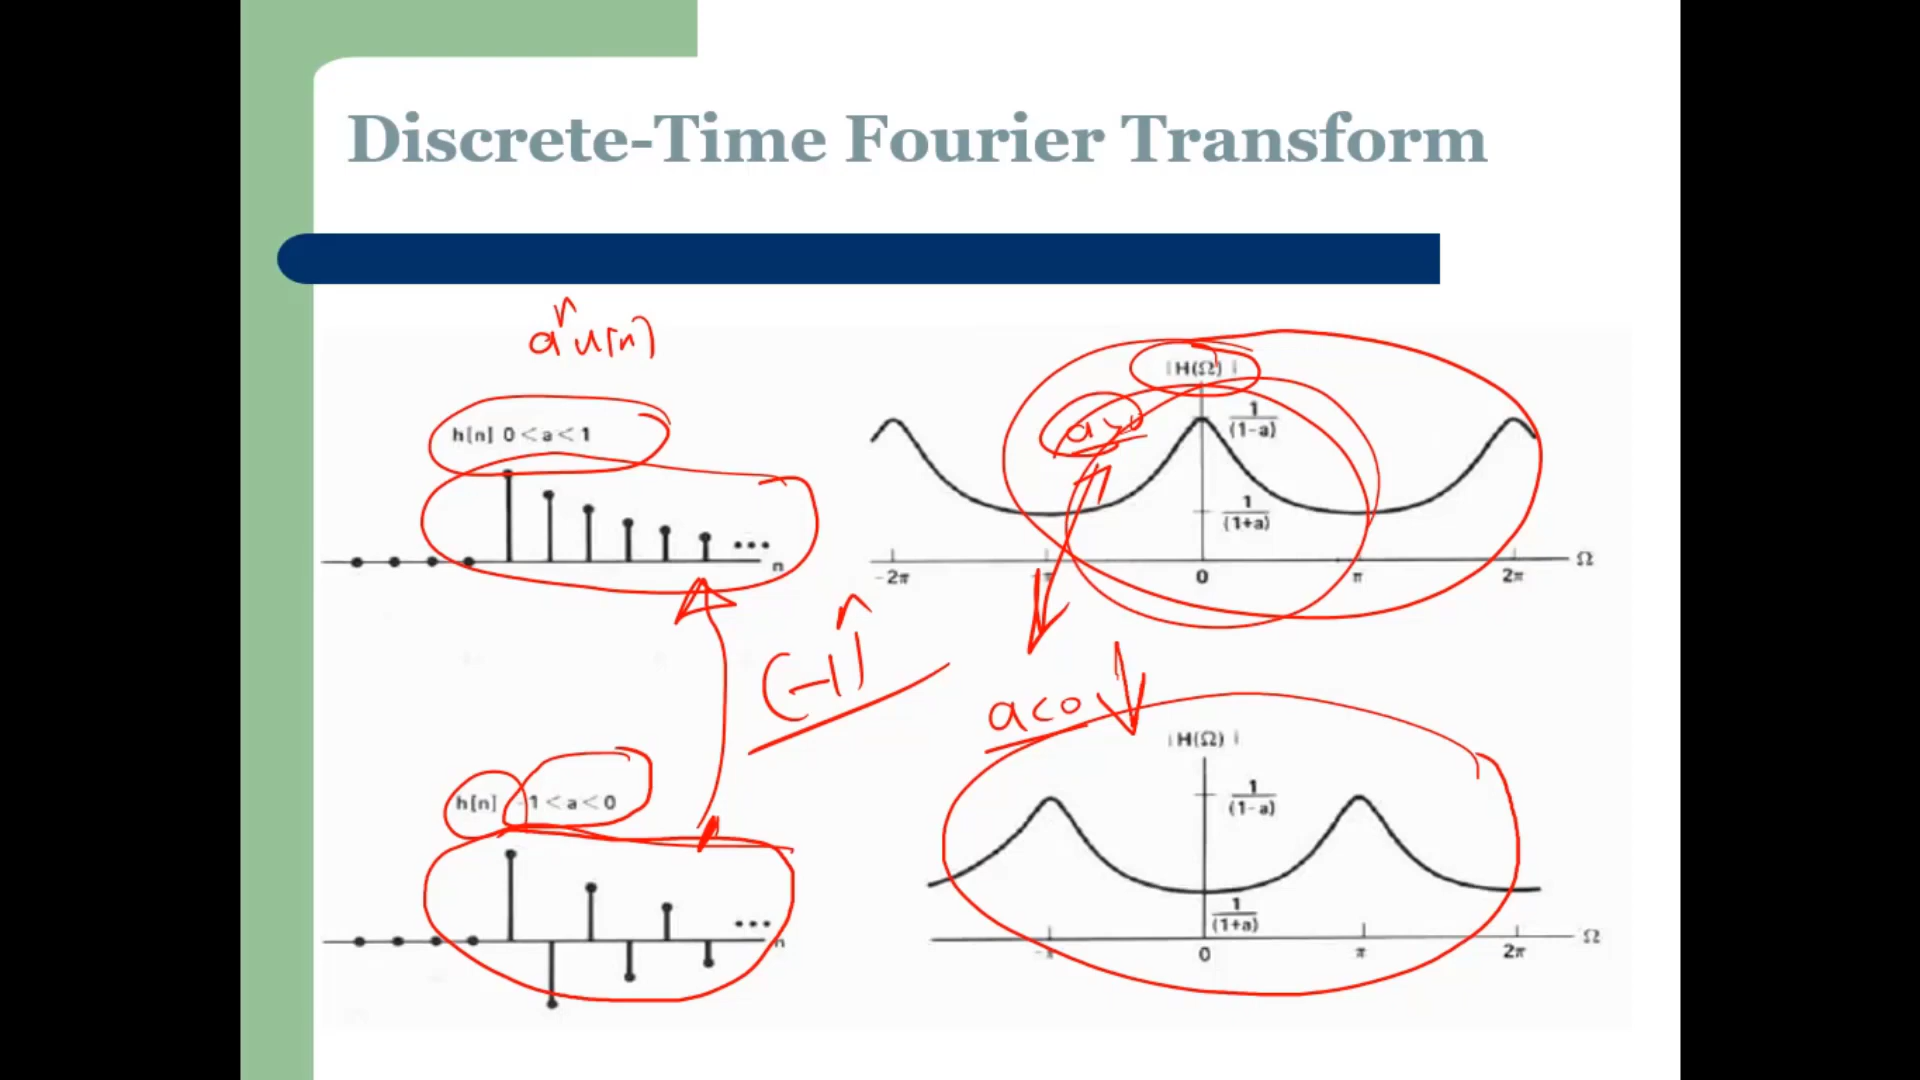 Discrete-Time Fourier Transform
aⁿu[n]
h[n] 0 < a < 1
n
|H(Ω)|
a>0
1/(1-a)
1/(1+a)
-2π -π 0 π 2π Ω
(-1)ⁿ
a<0
h[n] -1 < a < 0
n
|H(Ω)|
1/(1-a)
1/(1+a)
-π 0 π 2π Ω